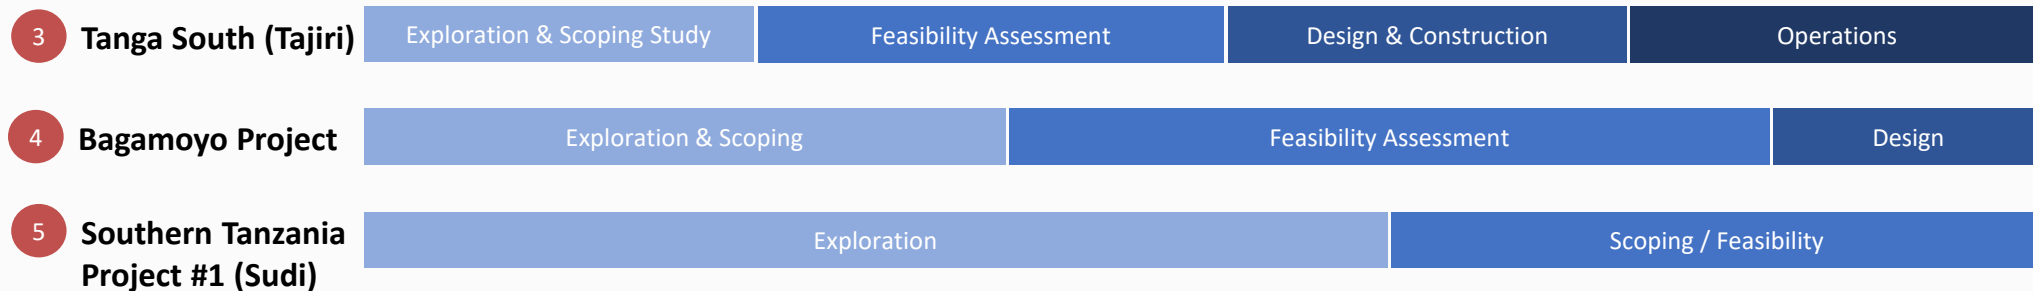 3 Tanga South (Tajiri) Exploration & Scoping Study Feasibility Assessment Design & Construction Operations
4 Bagamoyo Project Exploration & Scoping Feasibility Assessment Design
5 Southern Tanzania
Project #1 (Sudi)
Exploration Scoping / Feasibility